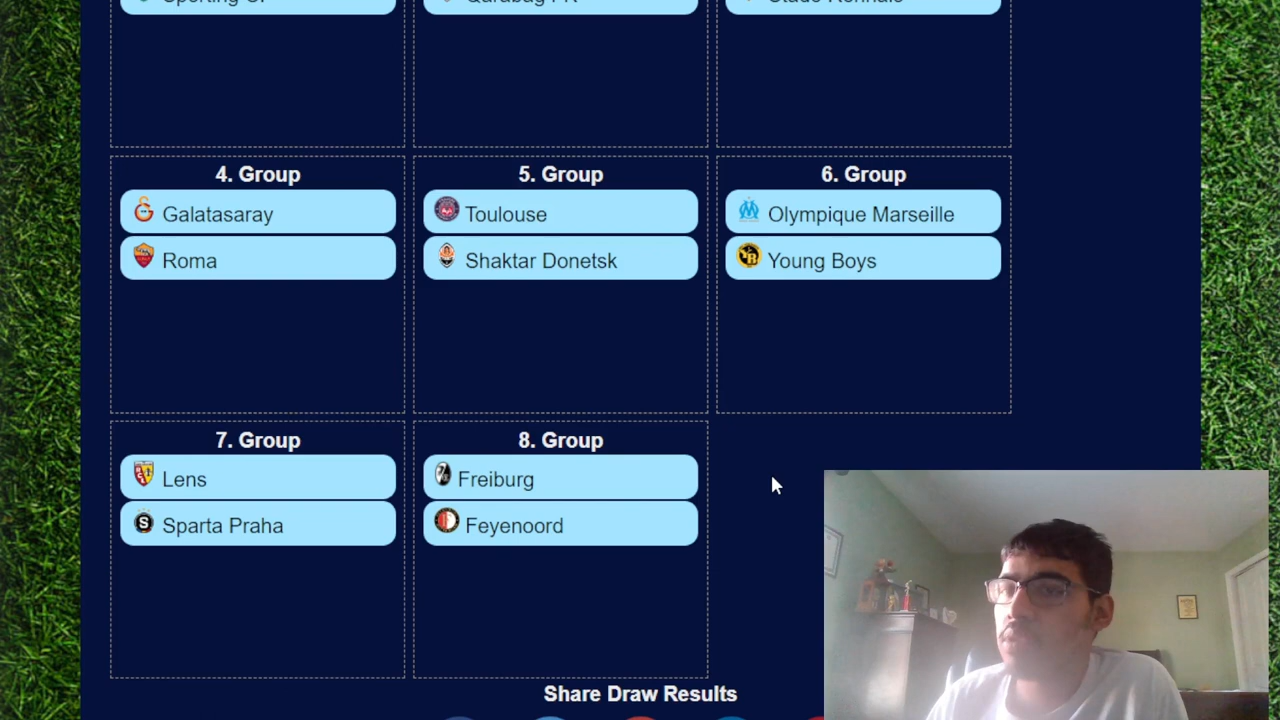 4. Group
5. Group
6. Group
Galatasaray
Toulouse
Olympique Marseille
Roma
Shaktar Donetsk
Young Boys
7. Group
8. Group
Lens
Freiburg
Sparta Praha
Feyenoord
Share Draw Results